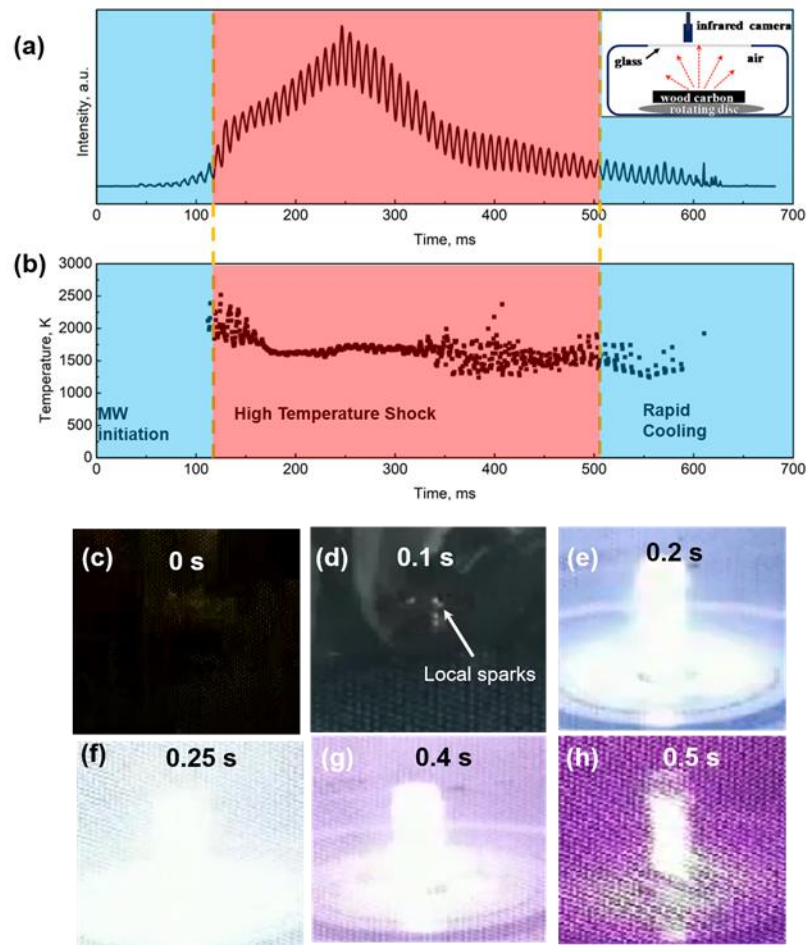 (a)
infrared camera
glass
air
wood carbon
rotating disc
Intensity, a.u.
0 100 200 300 400 500 600 700
Time, ms
(b)
3000
2500
2000
1500
1000
500
0
Temperature, K
MW
initiation
High Temperature Shock
Rapid
Cooling
0 100 200 300 400 500 600 700
Time, ms
(c) 0 s
(d) 0.1 s
Local sparks
(e) 0.2 s
(f) 0.25 s
(g) 0.4 s
(h) 0.5 s